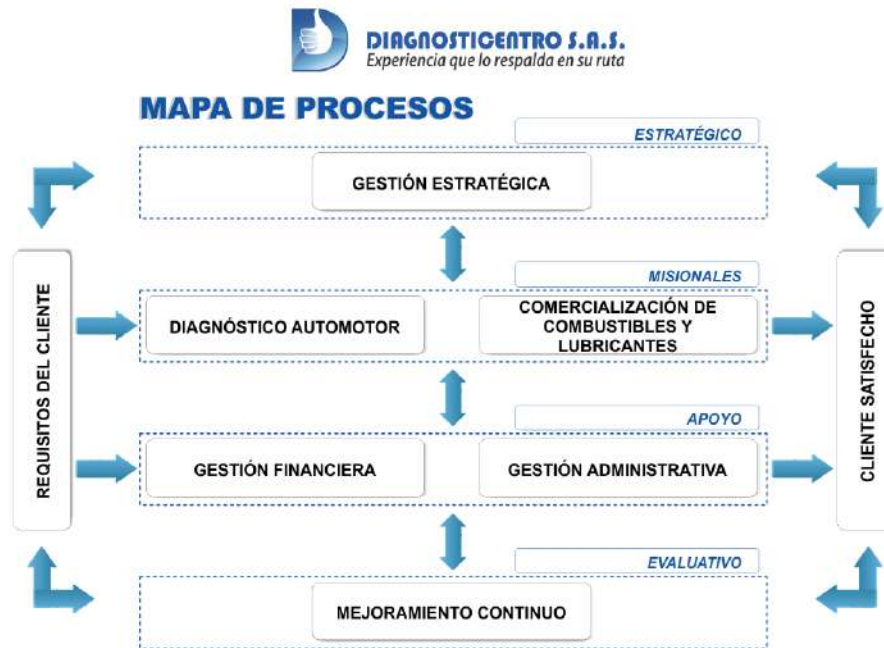 DIAGNOSTICENTRO S.A.S.
Experiencia que lo respalda en su ruta
MAPA DE PROCESOS
ESTRATÉGICO
GESTIÓN ESTRATÉGICA
REQUISITOS DEL CLIENTE
MISIONALES
DIAGNÓSTICO AUTOMOTOR
COMERCIALIZACIÓN DE
COMBUSTIBLES Y
LUBRICANTES
APOYO
GESTIÓN FINANCIERA
GESTIÓN ADMINISTRATIVA
CLIENTE SATISFECHO
EVALUATIVO
MEJORAMIENTO CONTINUO